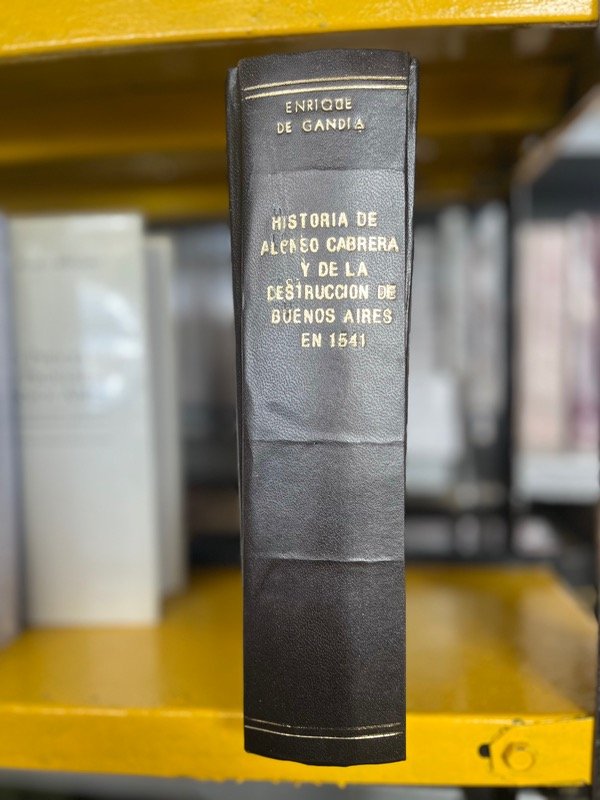 ENRIQUE
DE GANDIA
HISTORIA DE
ALONSO CABRERA
Y DE LA
DESTRUCCION DE
BUENOS AIRES
EN 1541